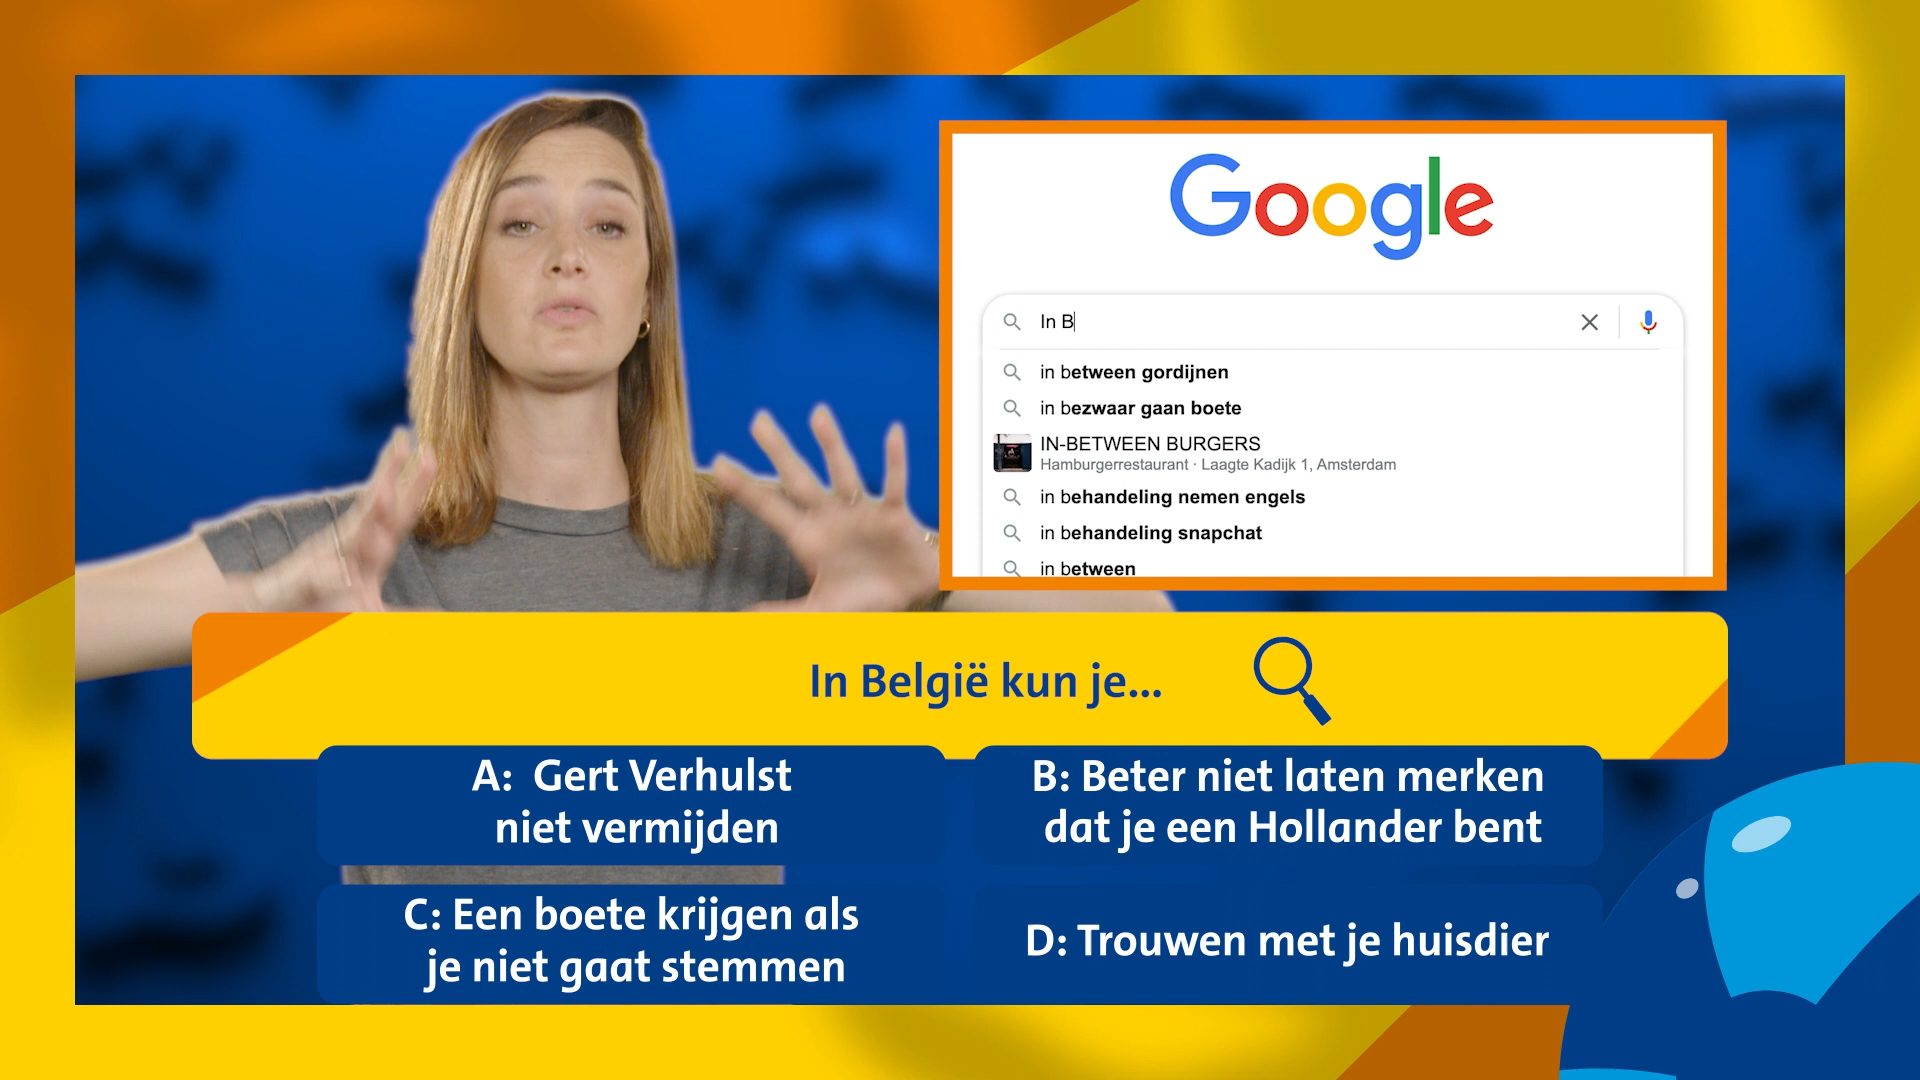 Google
In B
in between gordijnen
in bezwaar gaan boete
IN-BETWEEN BURGERS
Hamburgerrestaurant · Laagte Kadijk 1, Amsterdam
in behandeling nemen engels
in behandeling snapchat
in between
In België kun je...
A: Gert Verhulst
niet vermijden
B: Beter niet laten merken
dat je een Hollander bent
C: Een boete krijgen als
je niet gaat stemmen
D: Trouwen met je huisdier